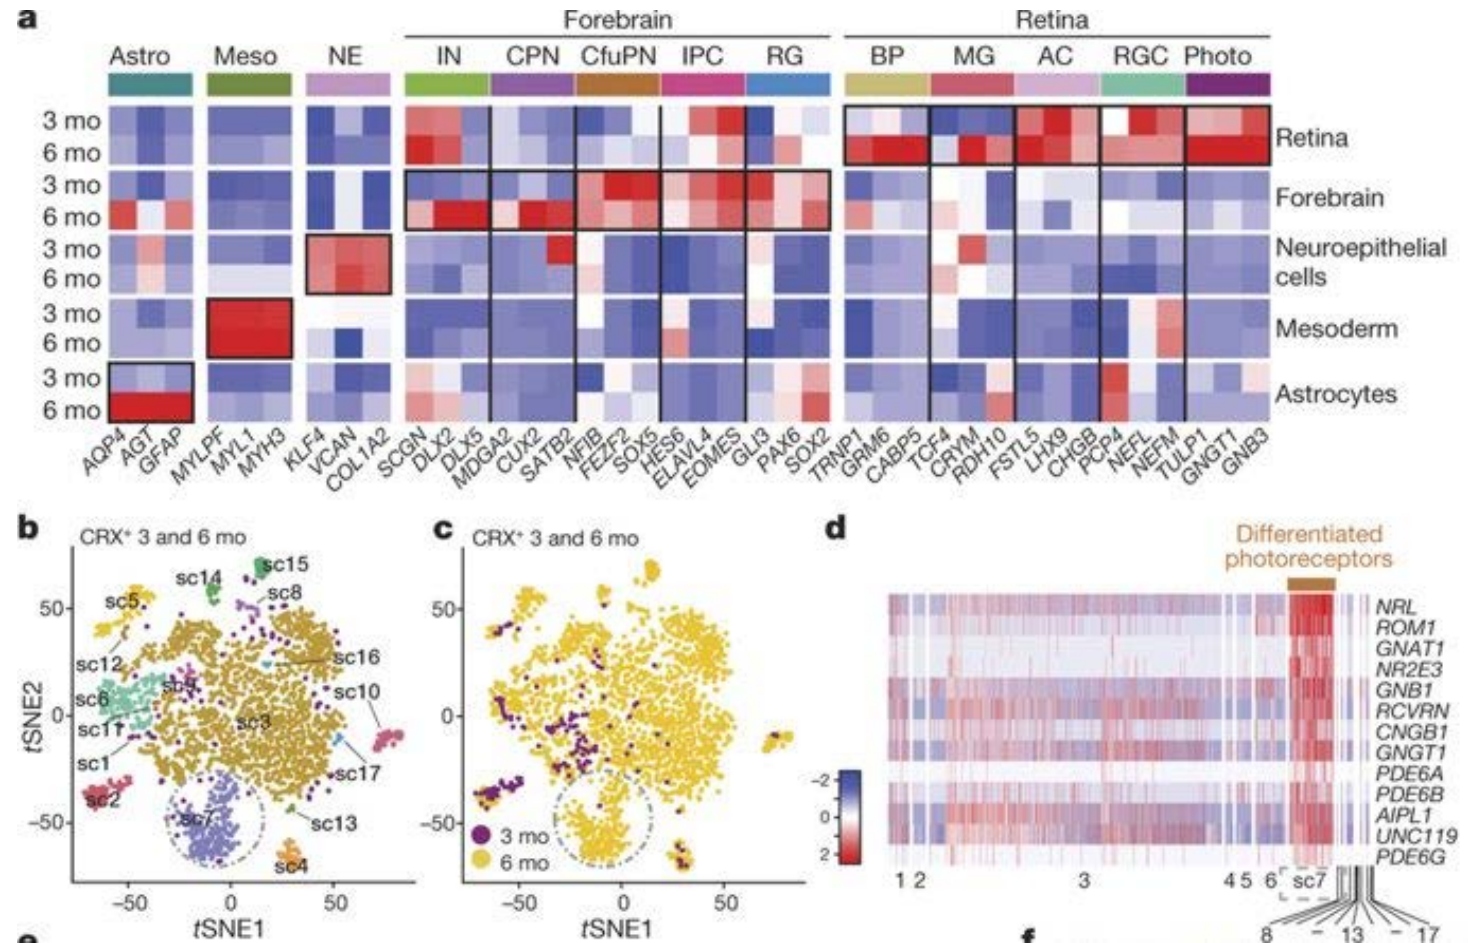 a
Forebrain
Retina
Astro Meso NE IN CPN CfuPN IPC RG BP MG AC RGC Photo
3 mo
6 mo
Retina
3 mo
6 mo
Forebrain
3 mo
6 mo
Neuroepithelial
cells
3 mo
6 mo
Mesoderm
3 mo
6 mo
Astrocytes
AQP4 AGT GFAP MYLPF MYL1 MYH3 KLF4 VCAN COL1A2 SCGN DLX2 DLX5 MDGA2 CUX2 SATB2 NFIB FEZF2 SOX5 HES6 ELAVL4 EOMES GLI3 PAX6 SOX2 TRNP1 GRM6 CABP5 TCF4 CRYM RDH10 FSTL5 LHX9 CHGB PCP4 NEFL NEFM TULP1 GNGT1 GNB3
b
CRX+ 3 and 6 mo
sc15
sc14
sc8
sc5
sc12
sc16
sc9
sc6
sc10
sc3
sc11
sc1
sc17
sc2
sc7
sc13
sc4
50
0
−50
tSNE2
−50 0 50
tSNE1
c
CRX+ 3 and 6 mo
50
0
−50
3 mo
6 mo
−50 0 50
tSNE1
d
Differentiated
photoreceptors
NRL
ROM1
GNAT1
NR2E3
GNB1
RCVRN
CNGB1
GNGT1
PDE6A
PDE6B
AIPL1
UNC119
PDE6G
−2
0
2
1 2 3 4 5 6 sc7
8 – 13 – 17
e
f